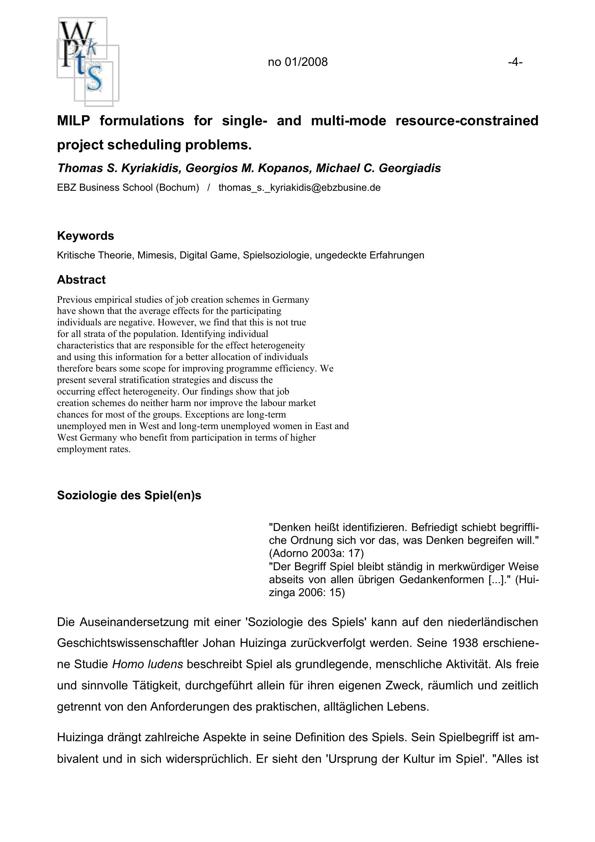 W
Pk
tS
no 01/2008 -4-
MILP formulations for single- and multi-mode resource-constrained
project scheduling problems.
Thomas S. Kyriakidis, Georgios M. Kopanos, Michael C. Georgiadis
EBZ Business School (Bochum) / thomas_s._kyriakidis@ebzbusine.de
Keywords
Kritische Theorie, Mimesis, Digital Game, Spielsoziologie, ungedeckte Erfahrungen
Abstract
Previous empirical studies of job creation schemes in Germany
have shown that the average effects for the participating
individuals are negative. However, we find that this is not true
for all strata of the population. Identifying individual
characteristics that are responsible for the effect heterogeneity
and using this information for a better allocation of individuals
therefore bears some scope for improving programme efficiency. We
present several stratification strategies and discuss the
occurring effect heterogeneity. Our findings show that job
creation schemes do neither harm nor improve the labour market
chances for most of the groups. Exceptions are long-term
unemployed men in West and long-term unemployed women in East and
West Germany who benefit from participation in terms of higher
employment rates.
Soziologie des Spiel(en)s
"Denken heißt identifizieren. Befriedigt schiebt begriffli-
che Ordnung sich vor das, was Denken begreifen will."
(Adorno 2003a: 17)
"Der Begriff Spiel bleibt ständig in merkwürdiger Weise
abseits von allen übrigen Gedankenformen [...]." (Hui-
zinga 2006: 15)
Die Auseinandersetzung mit einer 'Soziologie des Spiels' kann auf den niederländischen
Geschichtswissenschaftler Johan Huizinga zurückverfolgt werden. Seine 1938 erschiene-
ne Studie Homo ludens beschreibt Spiel als grundlegende, menschliche Aktivität. Als freie
und sinnvolle Tätigkeit, durchgeführt allein für ihren eigenen Zweck, räumlich und zeitlich
getrennt von den Anforderungen des praktischen, alltäglichen Lebens.
Huizinga drängt zahlreiche Aspekte in seine Definition des Spiels. Sein Spielbegriff ist am-
bivalent und in sich widersprüchlich. Er sieht den 'Ursprung der Kultur im Spiel'. "Alles ist